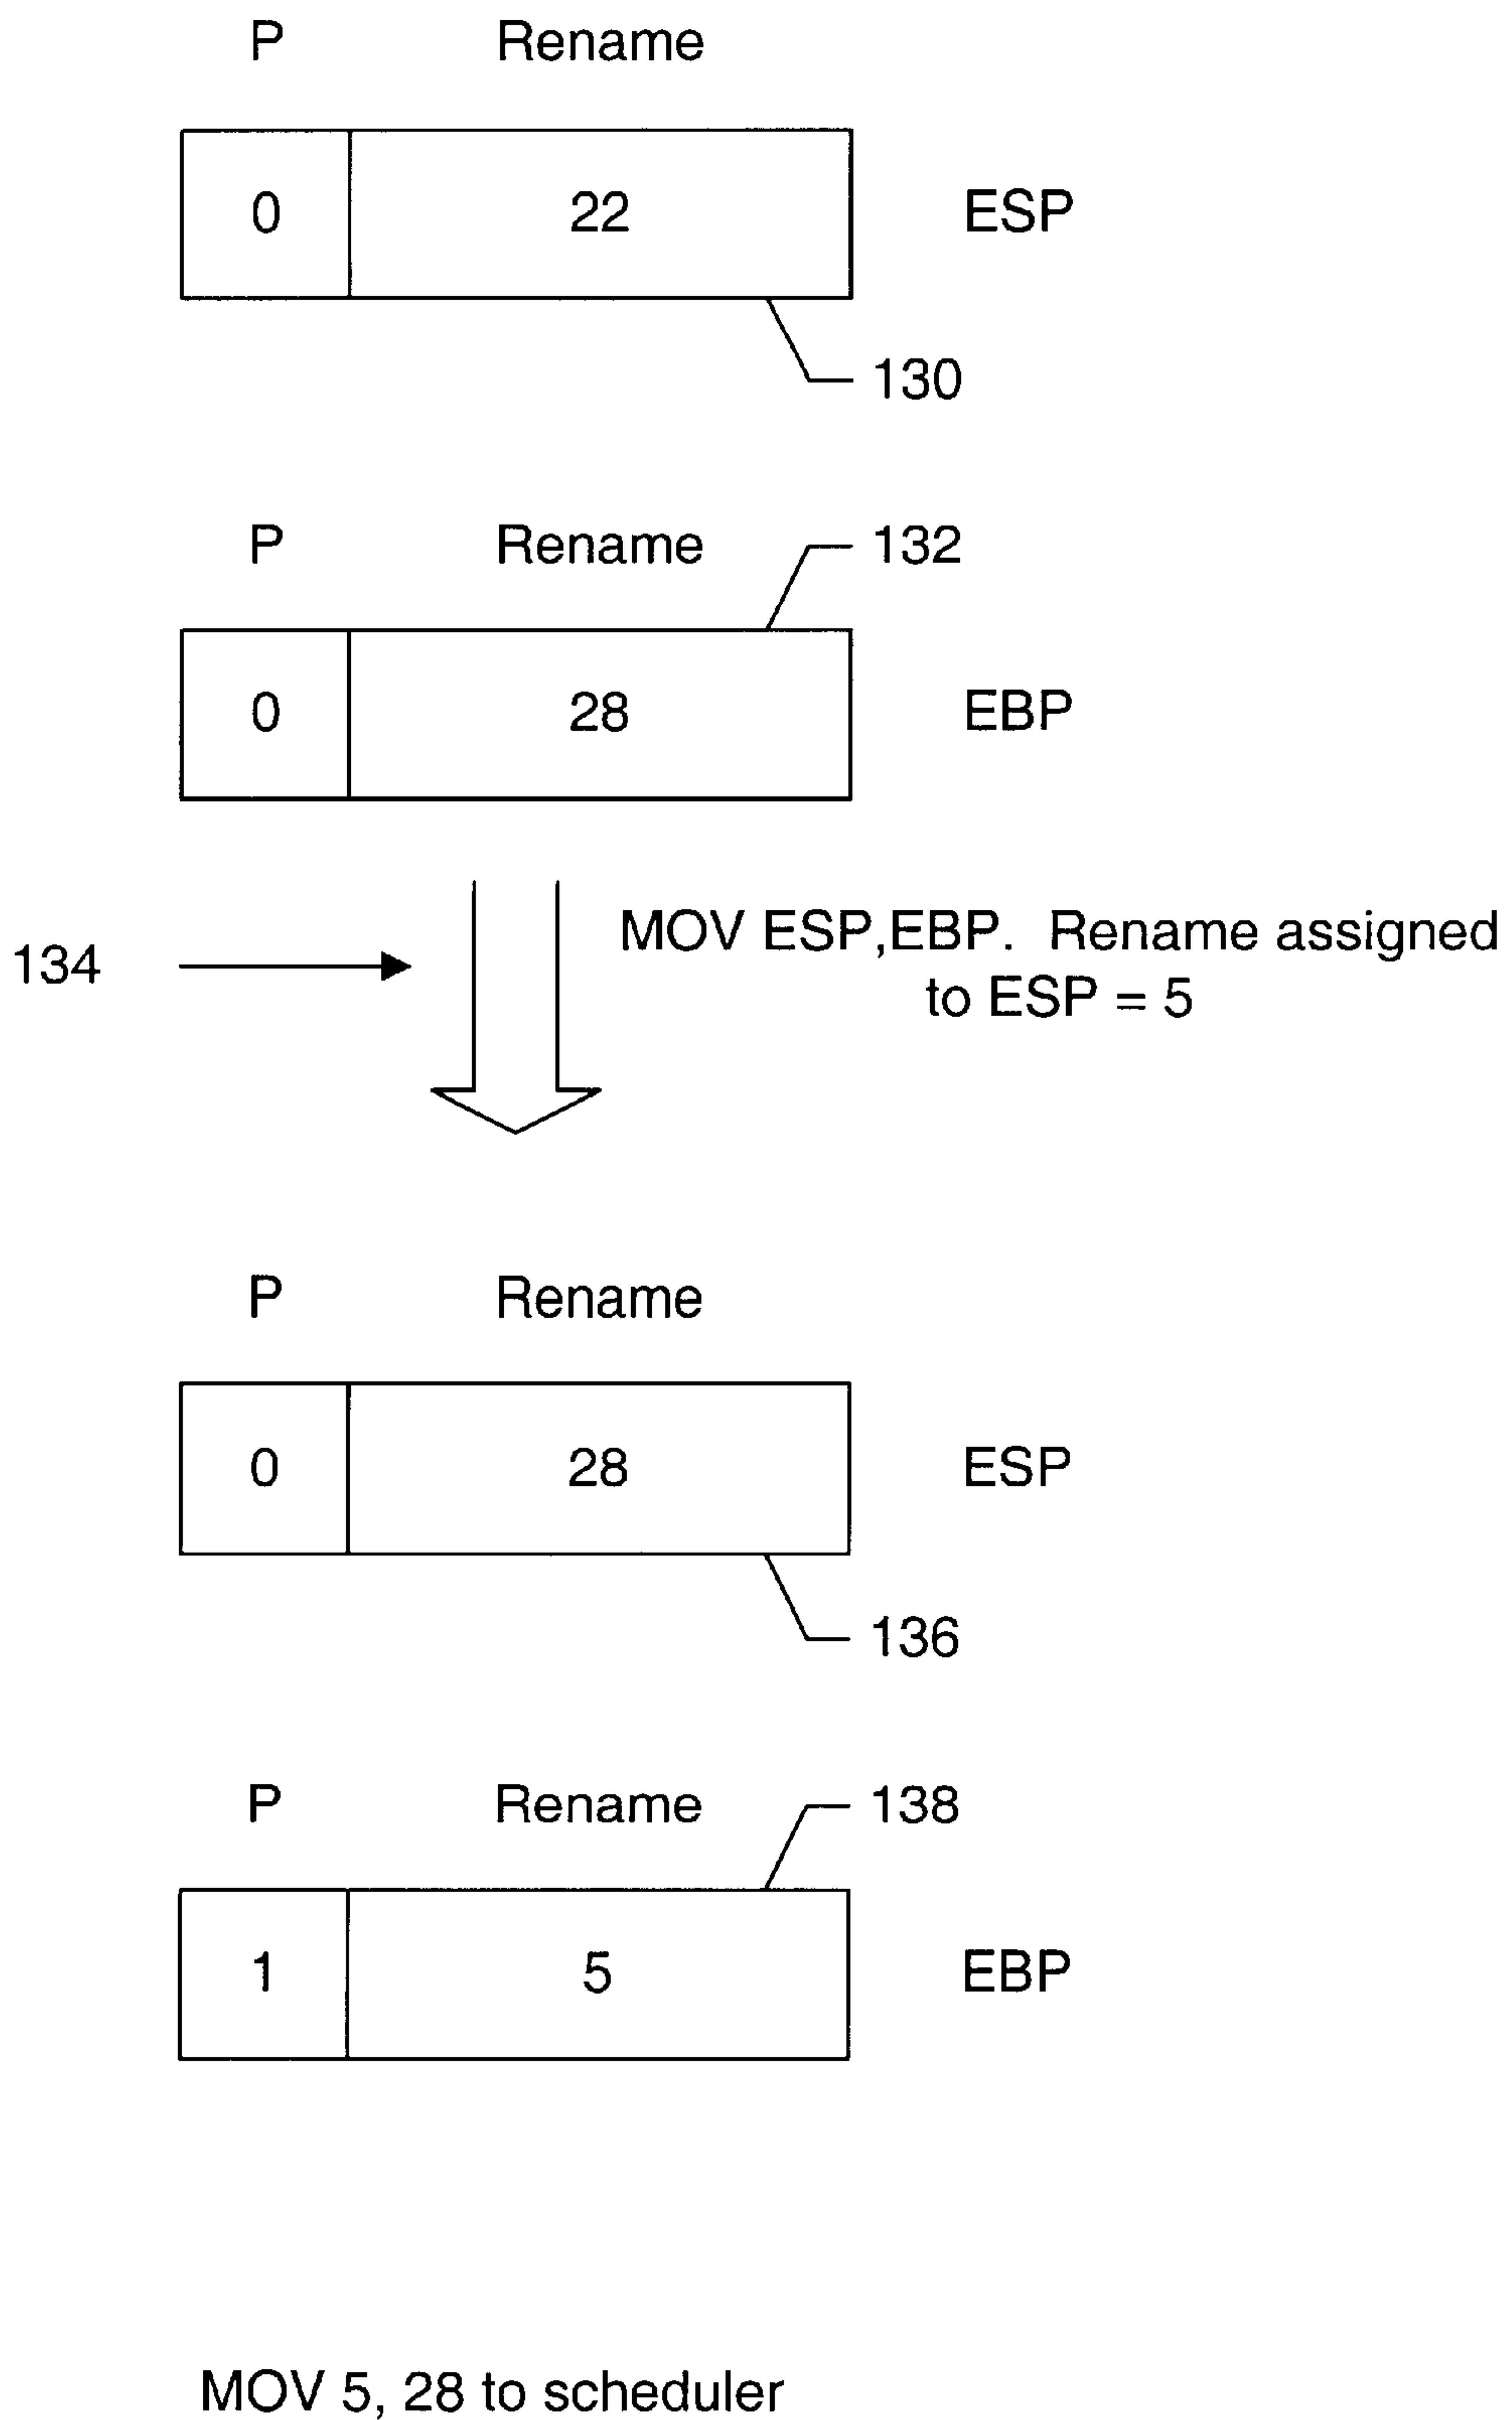 P Rename
0 22 ESP
130
P Rename 132
0 28 EBP
MOV ESP,EBP. Rename assigned
134
to ESP = 5
P Rename
0 28 ESP
136
P Rename 138
1 5 EBP
MOV 5, 28 to scheduler